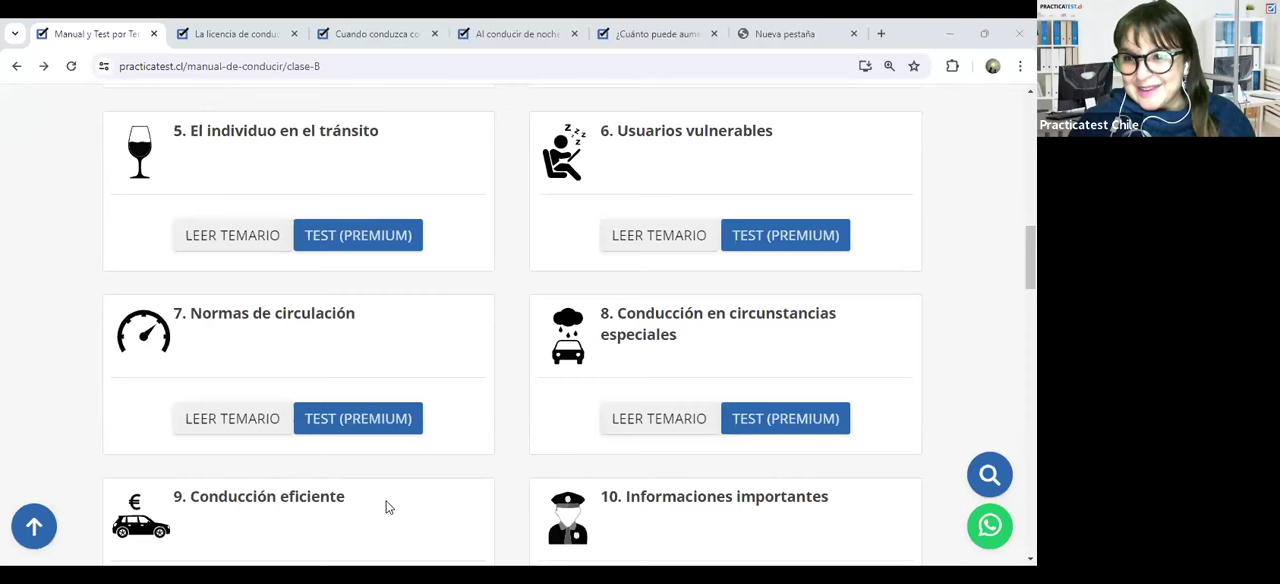 Manual y Test por Te
La licencia de conduc
Cuando conduzca co
Al conducir de noche
¿Cuánto puede aume
Nueva pestaña
practicatest.cl/manual-de-conducir/clase-B
PRACTICATEST.cl
Practicatest Chile
5. El individuo en el tránsito
LEER TEMARIO
TEST (PREMIUM)
6. Usuarios vulnerables
LEER TEMARIO
TEST (PREMIUM)
7. Normas de circulación
LEER TEMARIO
TEST (PREMIUM)
8. Conducción en circunstancias
especiales
LEER TEMARIO
TEST (PREMIUM)
9. Conducción eficiente
10. Informaciones importantes